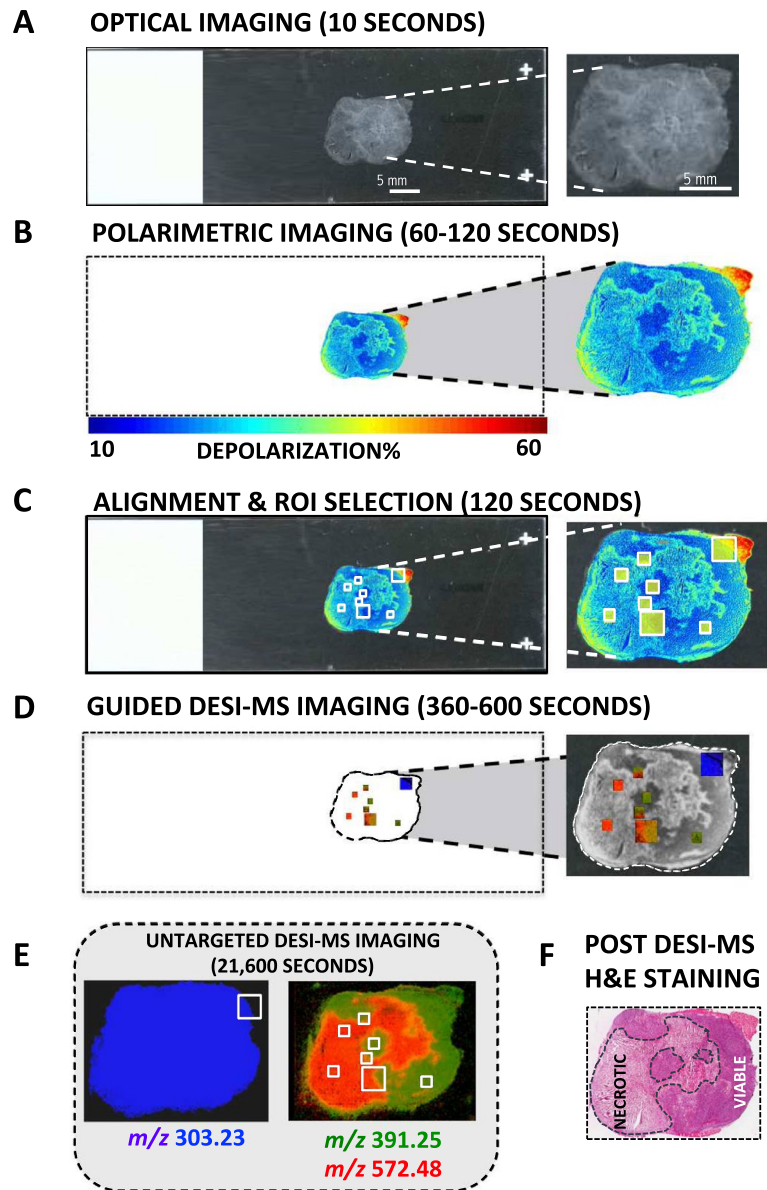 A OPTICAL IMAGING (10 SECONDS)
5 mm
5 mm
B POLARIMETRIC IMAGING (60-120 SECONDS)
10 DEPOLARIZATION% 60
C ALIGNMENT & ROI SELECTION (120 SECONDS)
D GUIDED DESI-MS IMAGING (360-600 SECONDS)
E UNTARGETED DESI-MS IMAGING
(21,600 SECONDS)
m/z 303.23
m/z 391.25
m/z 572.48
F POST DESI-MS
H&E STAINING
NECROTIC
VIABLE